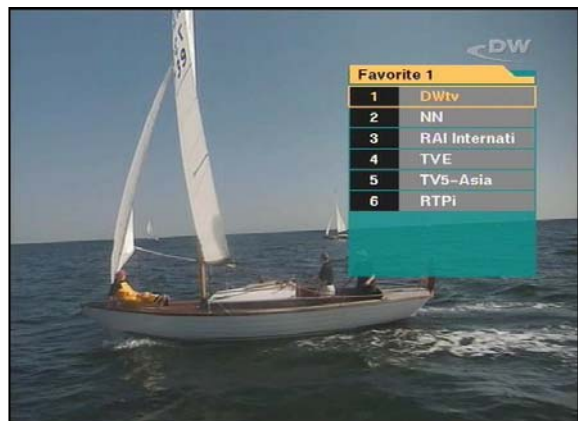 DW
Favorite 1
1 DWtv
2 NN
3 RAI Internati
4 TVE
5 TV5-Asia
6 RTPi